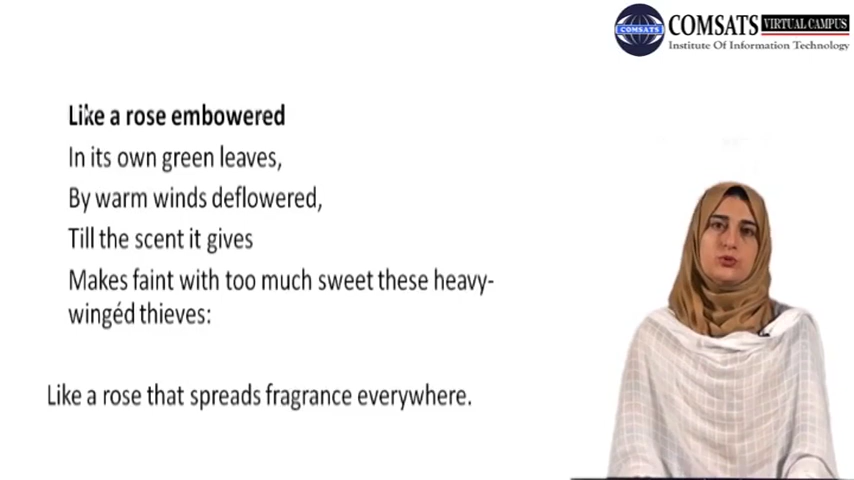 COMSATS VIRTUAL CAMPUS
COMSATS
Institute Of Information Technology
Like a rose embowered
In its own green leaves,
By warm winds deflowered,
Till the scent it gives
Makes faint with too much sweet these heavy-
wingéd thieves:
Like a rose that spreads fragrance everywhere.